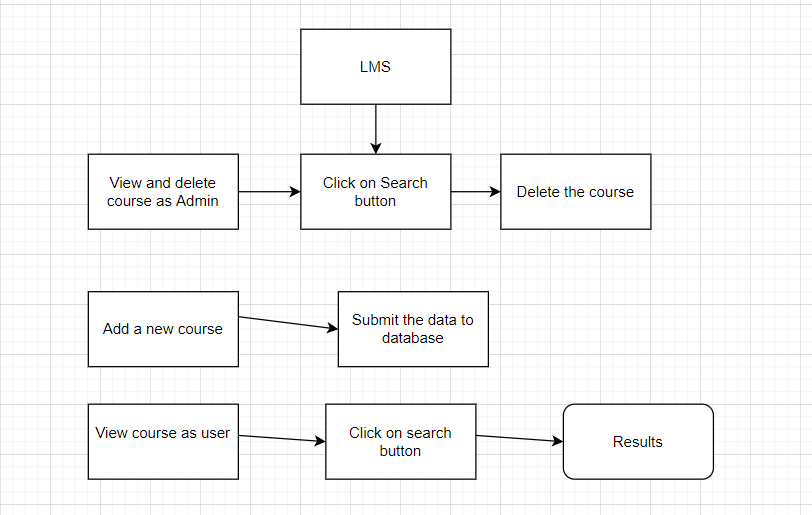 LMS
View and delete
course as Admin
Click on Search
button
Delete the course
Add a new course
Submit the data to
database
View course as user
Click on search
button
Results